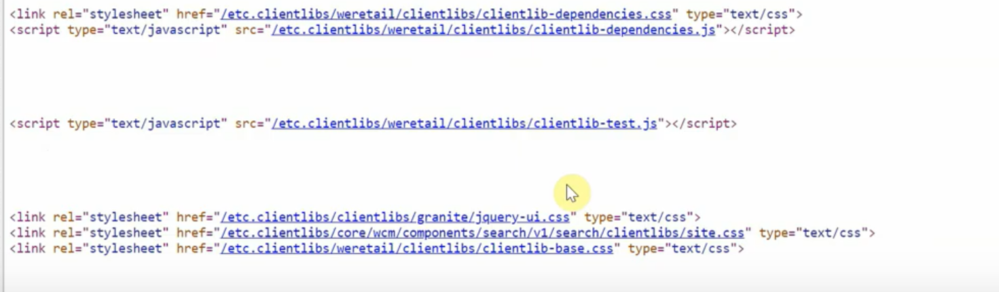 <link rel="stylesheet" href="/etc.clientlibs/weretail/clientlibs/clientlib-dependencies.css" type="text/css">
<script type="text/javascript" src="/etc.clientlibs/weretail/clientlibs/clientlib-dependencies.js"></script>
<script type="text/javascript" src="/etc.clientlibs/weretail/clientlibs/clientlib-test.js"></script>
<link rel="stylesheet" href="/etc.clientlibs/clientlibs/granite/jquery-ui.css" type="text/css">
<link rel="stylesheet" href="/etc.clientlibs/core/wcm/components/search/v1/search/clientlibs/site.css" type="text/css">
<link rel="stylesheet" href="/etc.clientlibs/weretail/clientlibs/clientlib-base.css" type="text/css">